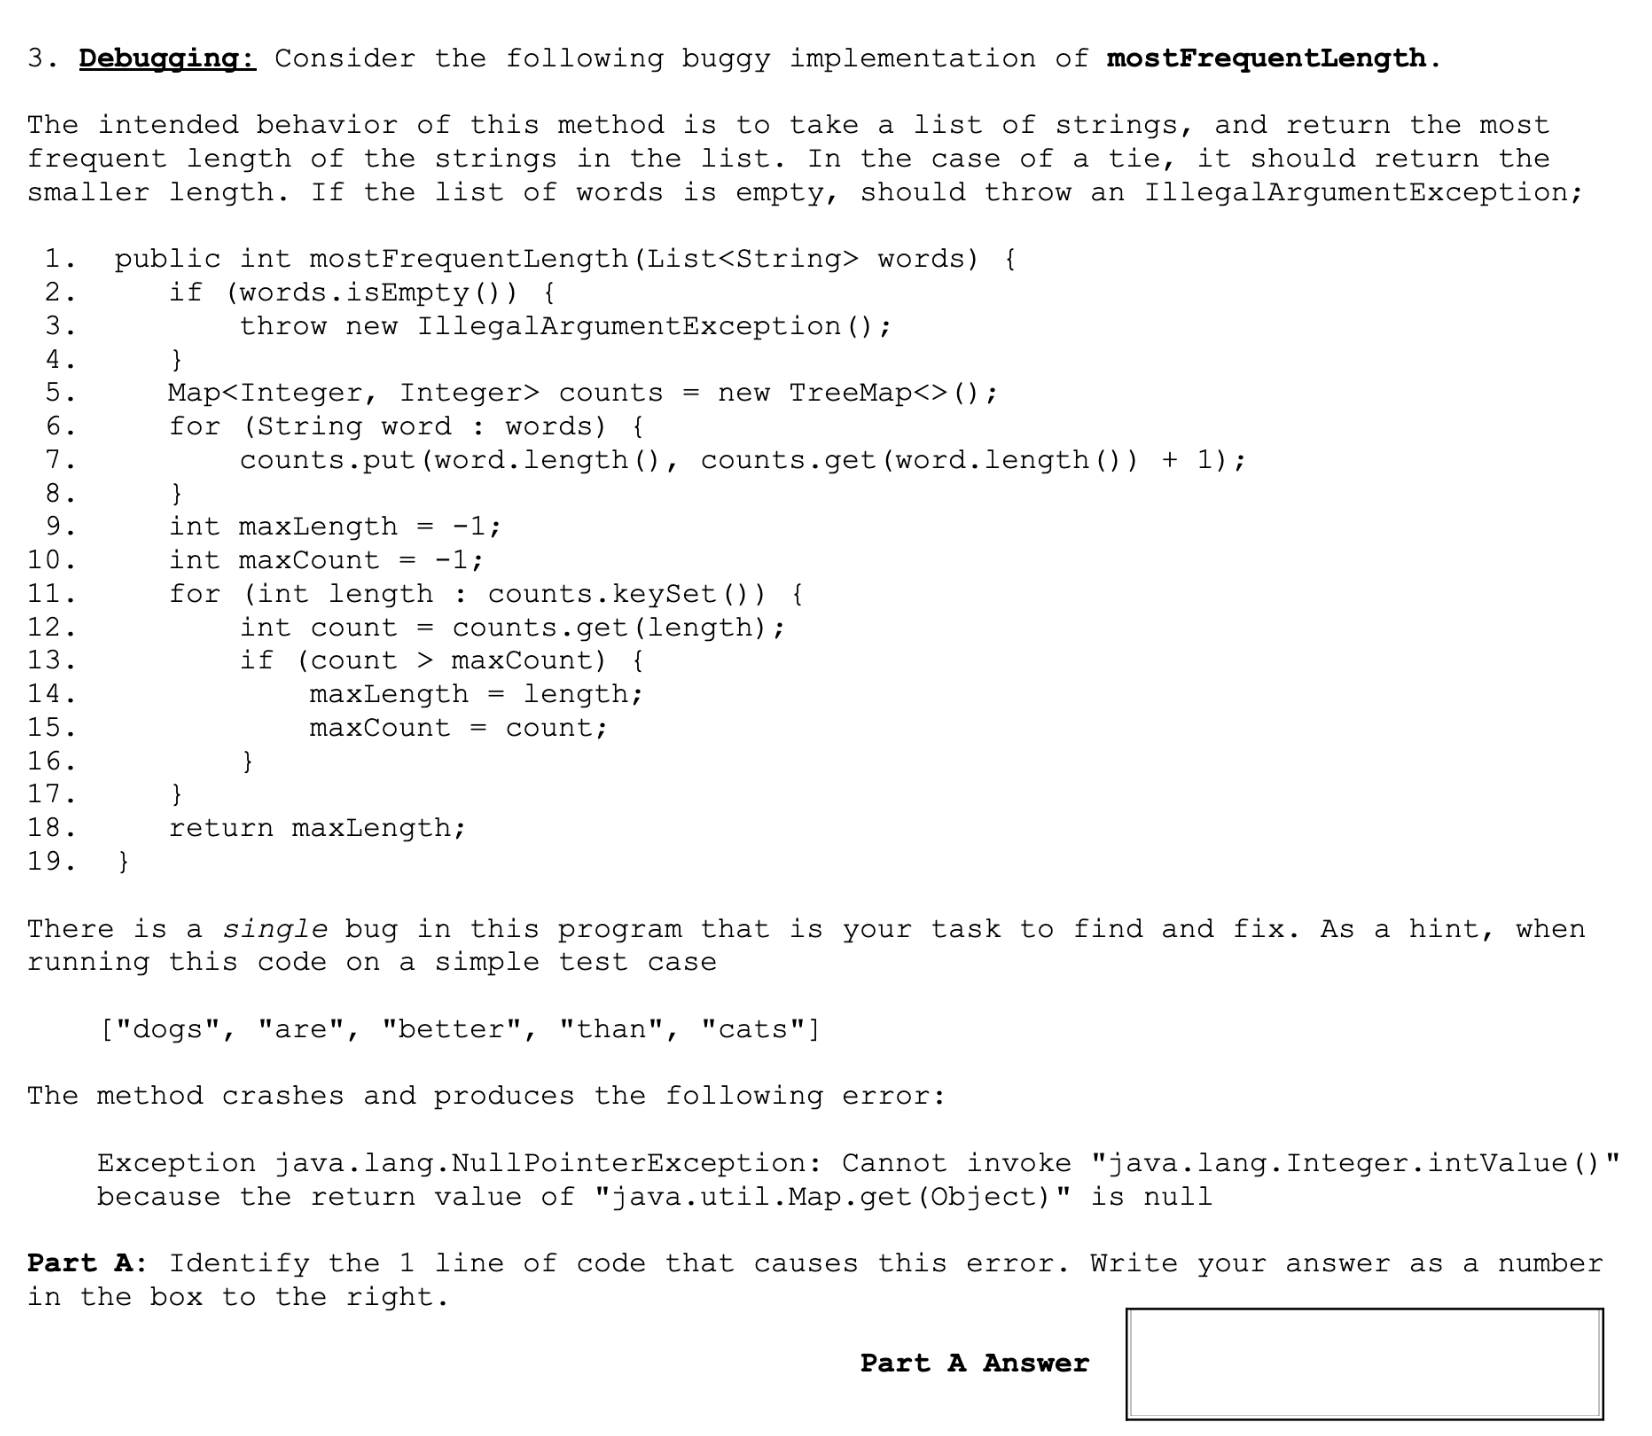 3. Debugging: Consider the following buggy implementation of mostFrequentLength.
The intended behavior of this method is to take a list of strings, and return the most
frequent length of the strings in the list. In the case of a tie, it should return the
smaller length. If the list of words is empty, should throw an IllegalArgumentException;
1. public int mostFrequentLength(List<String> words) {
2. if (words.isEmpty()) {
3. throw new IllegalArgumentException();
4. }
5. Map<Integer, Integer> counts = new TreeMap<>();
6. for (String word : words) {
7. counts.put(word.length(), counts.get(word.length()) + 1);
8. }
9. int maxLength = -1;
10. int maxCount = -1;
11. for (int length : counts.keySet()) {
12. int count = counts.get(length);
13. if (count > maxCount) {
14. maxLength = length;
15. maxCount = count;
16. }
17. }
18. return maxLength;
19. }
There is a single bug in this program that is your task to find and fix. As a hint, when
running this code on a simple test case
["dogs", "are", "better", "than", "cats"]
The method crashes and produces the following error:
Exception java.lang.NullPointerException: Cannot invoke "java.lang.Integer.intValue()"
because the return value of "java.util.Map.get(Object)" is null
Part A: Identify the 1 line of code that causes this error. Write your answer as a number
in the box to the right.
Part A Answer